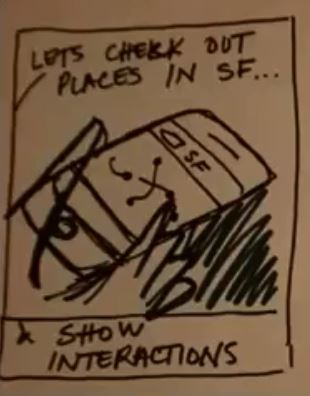 LETS CHECK OUT
PLACES IN SF...
SF
* SHOW
INTERACTIONS